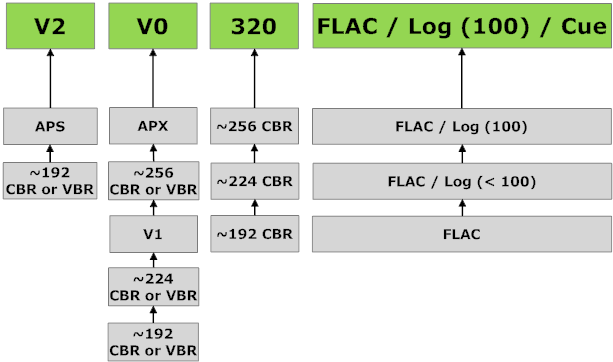 V2
V0
320
FLAC / Log (100) / Cue
APS
APX
~256 CBR
FLAC / Log (100)
~192
CBR or VBR
~256
CBR or VBR
~224 CBR
FLAC / Log (< 100)
V1
~192 CBR
FLAC
~224
CBR or VBR
~192
CBR or VBR